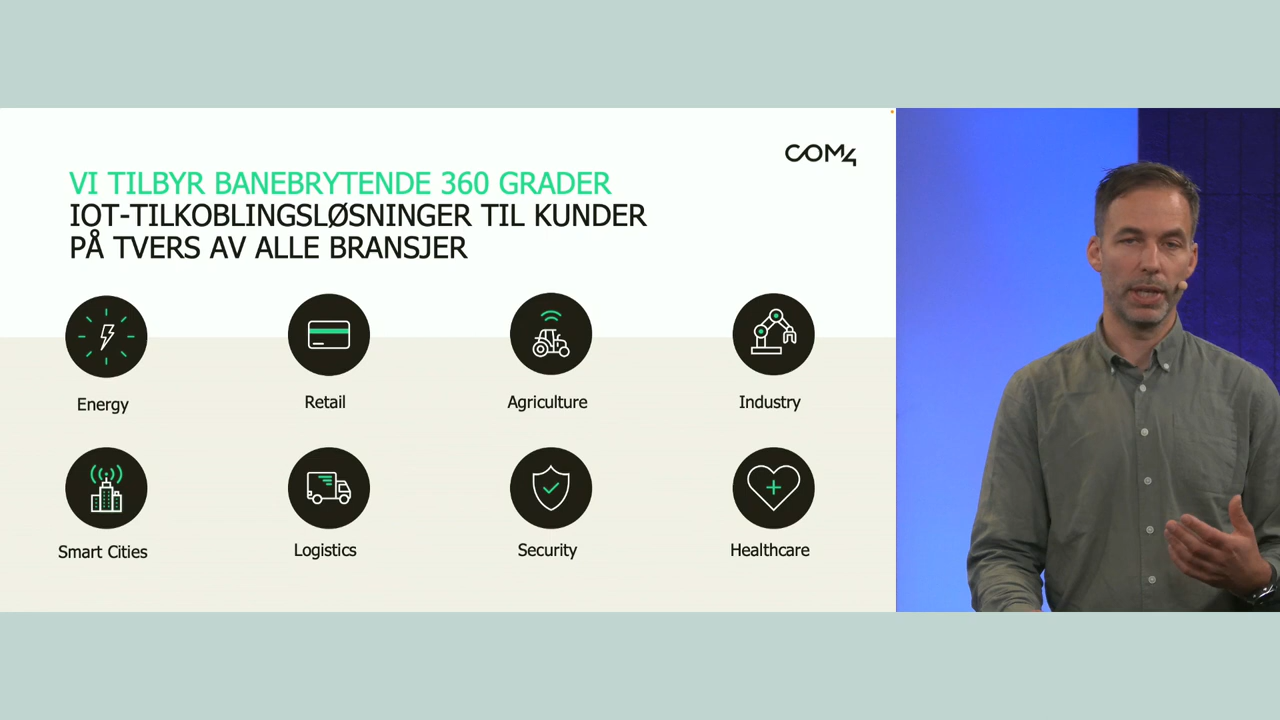 COM4
VI TILBYR BANEBRYTENDE 360 GRADER
IOT-TILKOBLINGSLØSNINGER TIL KUNDER
PÅ TVERS AV ALLE BRANSJER
Energy
Retail
Agriculture
Industry
Smart Cities
Logistics
Security
Healthcare